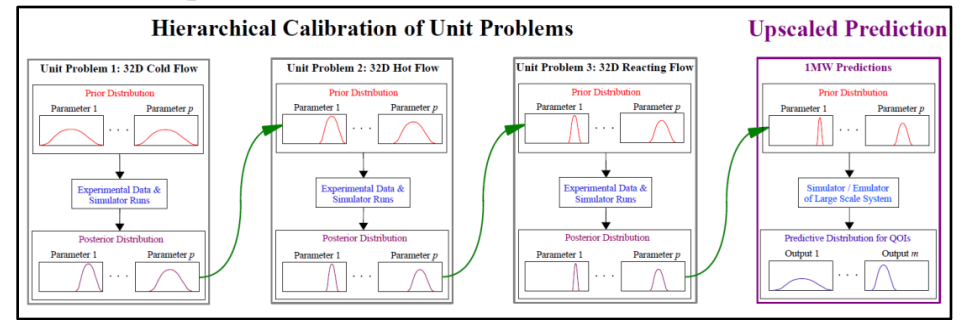 Hierarchical Calibration of Unit Problems
Upscaled Prediction
Unit Problem 1: 32D Cold Flow
Prior Distribution
Parameter 1 Parameter p
. . .
Experimental Data &
Simulator Runs
Posterior Distribution
Parameter 1 Parameter p
. . .
Unit Problem 2: 32D Hot Flow
Prior Distribution
Parameter 1 Parameter p
. . .
Experimental Data &
Simulator Runs
Posterior Distribution
Parameter 1 Parameter p
. . .
Unit Problem 3: 32D Reacting Flow
Prior Distribution
Parameter 1 Parameter p
. . .
Experimental Data &
Simulator Runs
Posterior Distribution
Parameter 1 Parameter p
. . .
1MW Predictions
Prior Distribution
Parameter 1 Parameter p
. . .
Simulator / Emulator
of Large Scale System
Predictive Distribution for QOIs
Output 1 Output m
. . .